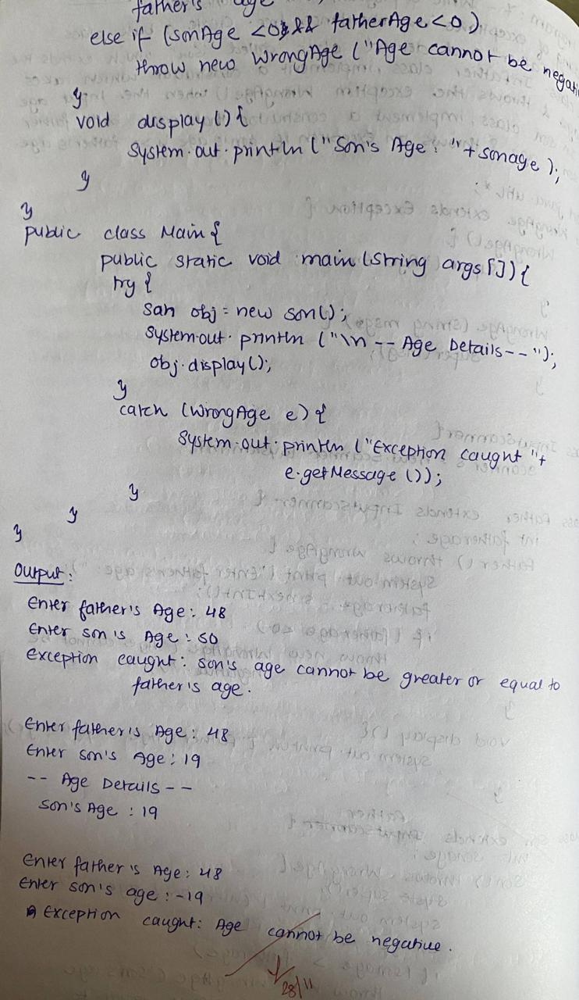 father's age
else if (sonAge <0 && fatherAge<0)
throw new WrongAge ("Age cannot be negati
}
void display () {
System.out.println ("Son's Age : "+sonage);
}
}
public class Main {
public static void main (String args []) {
try {
San obj = new son();
System.out.println ("\n -- Age Details -- ");
obj.display();
}
catch (WrongAge e) {
System.out.println ("Exception caught "+
e.getMessage ());
}
}
}
Output:
Enter father's Age: 48
Enter son's Age: 50
Exception caught: son's age cannot be greater or equal to
father's age.
Enter father's Age: 48
Enter son's Age: 19
-- Age Details --
son's Age : 19
Enter father's Age: 48
Enter son's age : -19
Exception caught: Age cannot be negative.
28/11